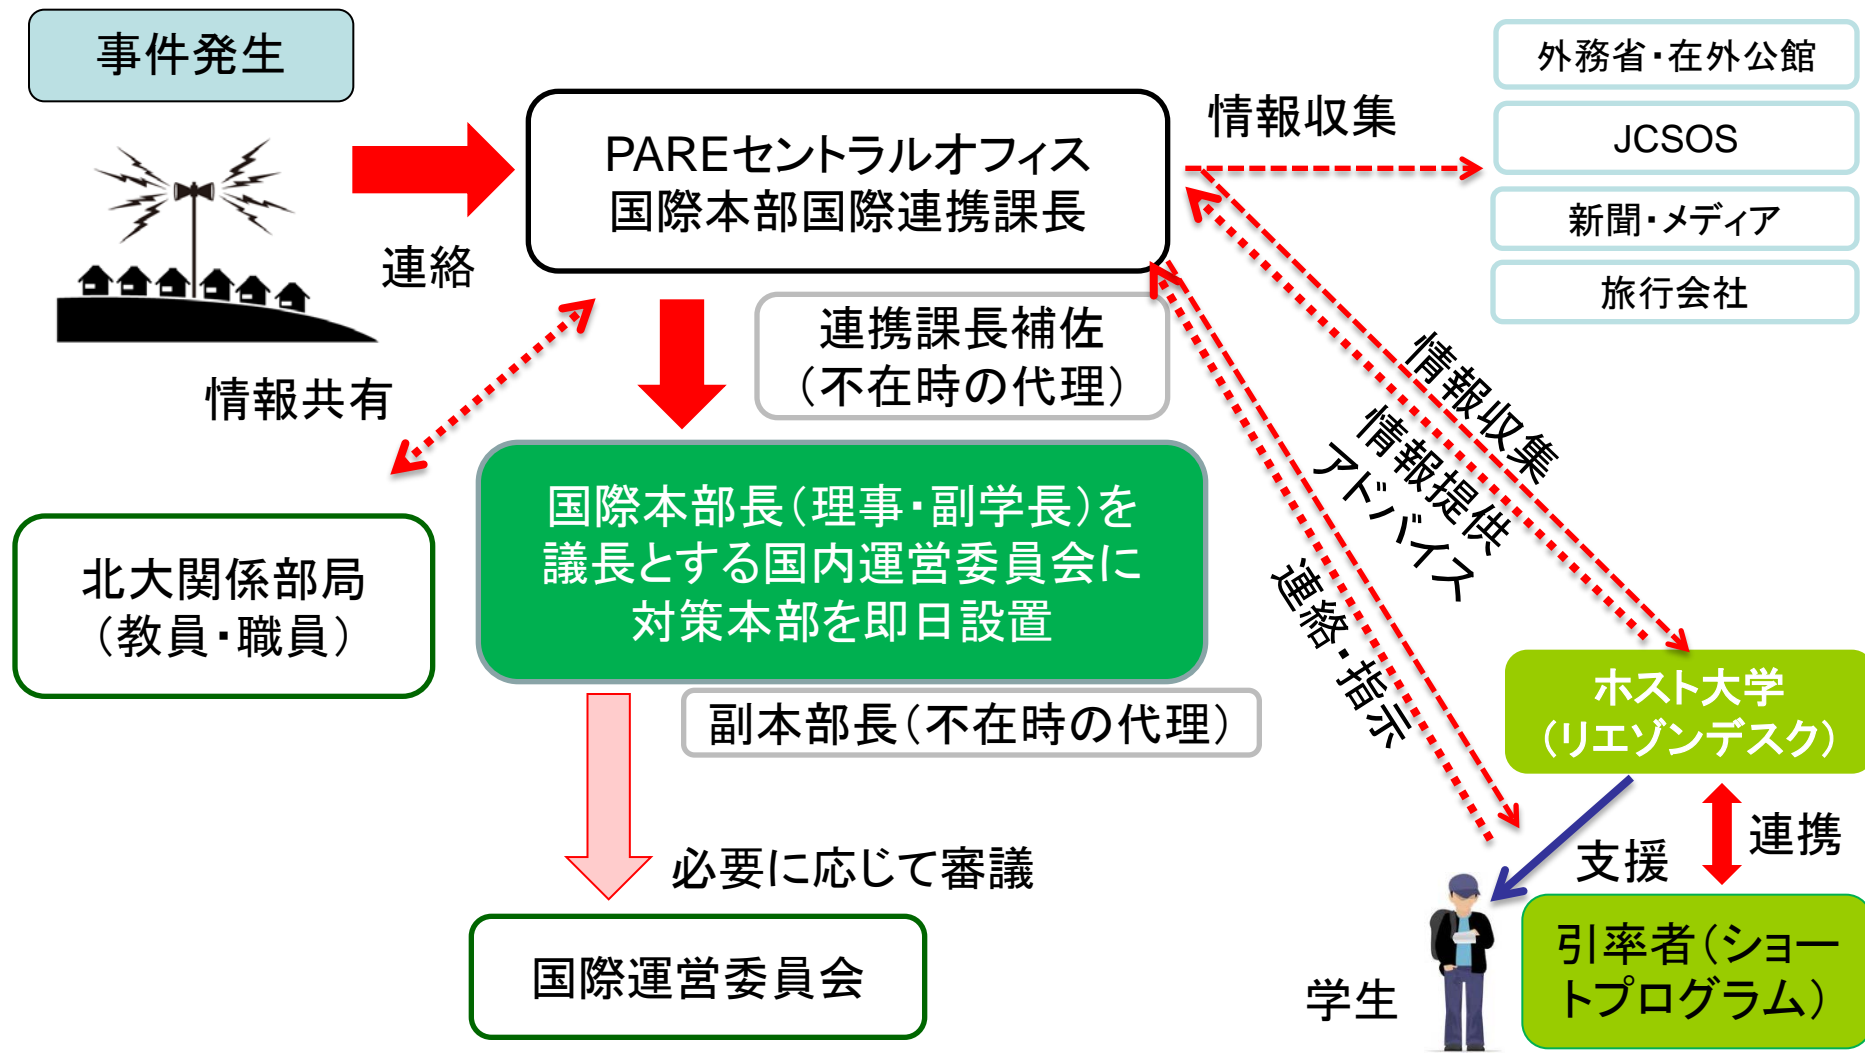 事件発生
外務省・在外公館
JCSOS
新聞・メディア
旅行会社
情報収集
PAREセントラルオフィス
国際本部国際連携課長
連絡
連携課長補佐
（不在時の代理）
情報共有
情報収集
情報提供
アドバイス
連絡・指示
国際本部長（理事・副学長）を
議長とする国内運営委員会に
対策本部を即日設置
北大関係部局
（教員・職員）
副本部長（不在時の代理）
ホスト大学
（リエゾンデスク）
支援
連携
必要に応じて審議
国際運営委員会
学生
引率者（ショー
トプログラム）